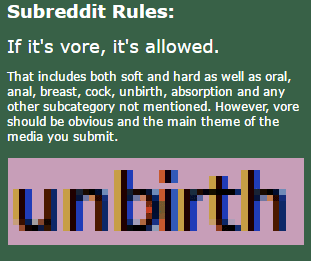 Subreddit Rules:
If it's vore, it's allowed.
That includes both soft and hard as well as oral,
anal, breast, cock, unbirth, absorption and any
other subcategory not mentioned. However, vore
should be obvious and the main theme of the
media you submit.
unbirth